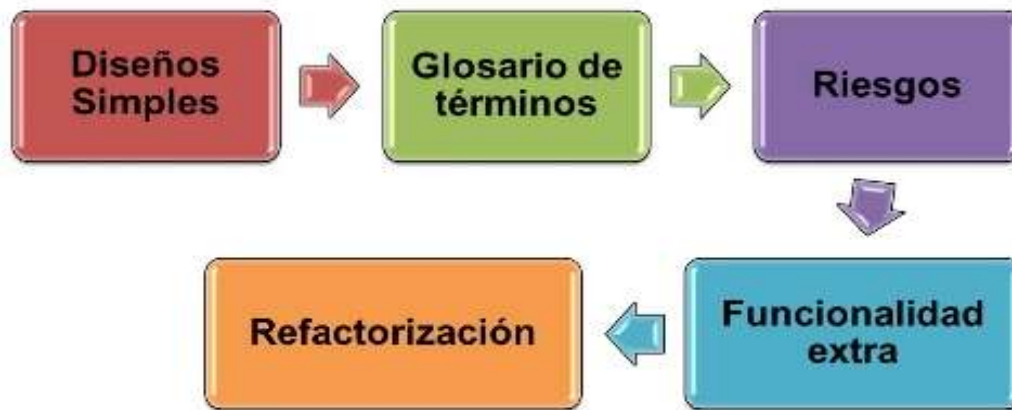 Diseños
Simples
Glosario de
términos
Riesgos
Funcionalidad
extra
Refactorización